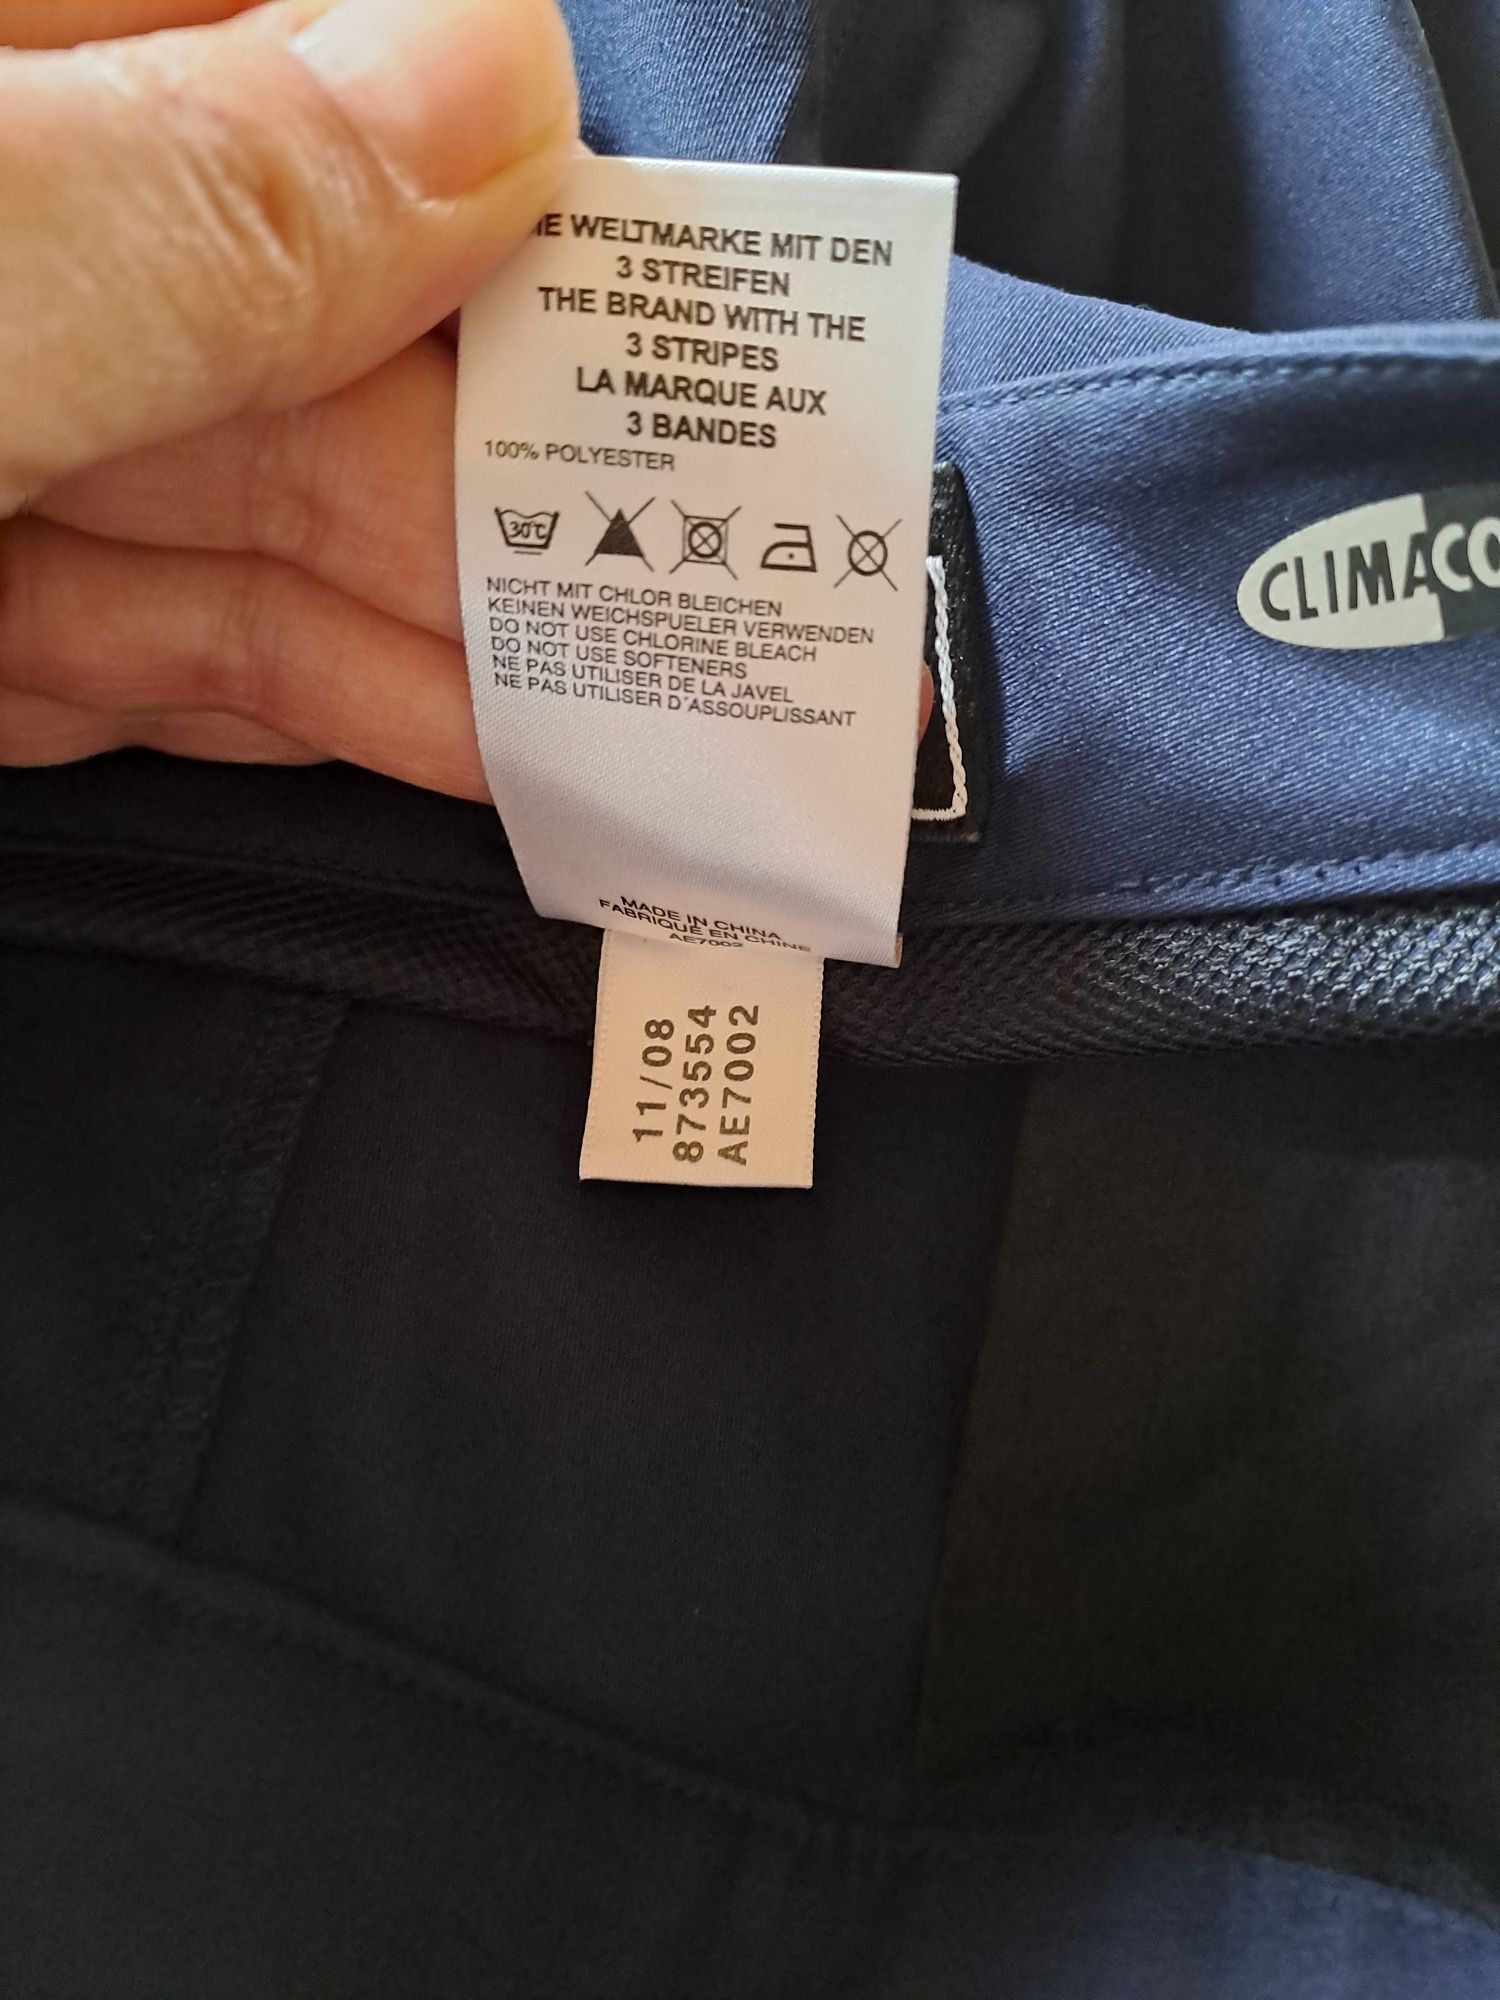 WELTMARKE MIT DEN
3 STREIFEN
THE BRAND WITH THE
3 STRIPES
LA MARQUE AUX
3 BANDES
100% POLYESTER
30°C
NICHT MIT CHLOR BLEICHEN
KEINEN WEICHSPUELER VERWENDEN
DO NOT USE CHLORINE BLEACH
DO NOT USE SOFTENERS
NE PAS UTILISER DE LA JAVEL
NE PAS UTILISER D´ASSOUPLISSANT
MADE IN CHINA
FABRIQUE EN CHINE
AE7002
11/08
873554
AE7002
CLIMACO